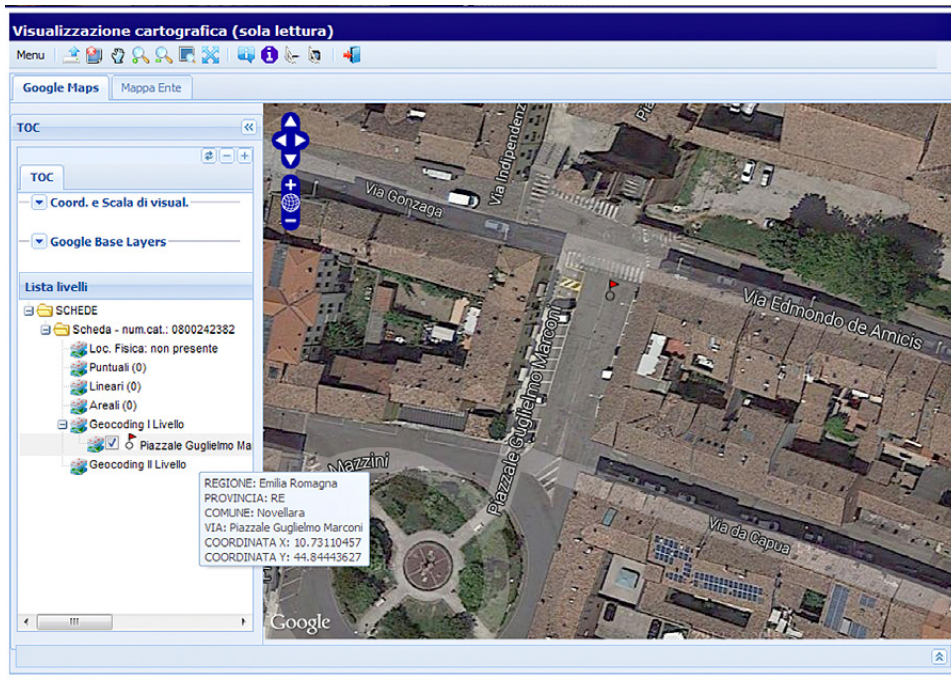 Visualizzazione cartografica (sola lettura)
Menu
Google Maps
Mappa Ente
TOC
TOC
Coord. e Scala di visual.
Google Base Layers
Lista livelli
SCHEDE
Scheda - num.cat.: 0800242382
Loc. Fisica: non presente
Puntuali (0)
Lineari (0)
Areali (0)
Geocoding I Livello
Piazzale Guglielmo Ma
Geocoding II Livello
REGIONE: Emilia Romagna
PROVINCIA: RE
COMUNE: Novellara
VIA: Piazzale Guglielmo Marconi
COORDINATA X: 10.73110457
COORDINATA Y: 44.84443627
Via Gonzaga
Via Indipendenz
Via Edmondo de Amicis
Piazzale Guglielmo Marconi
Mazzini
Via da Capua
Google